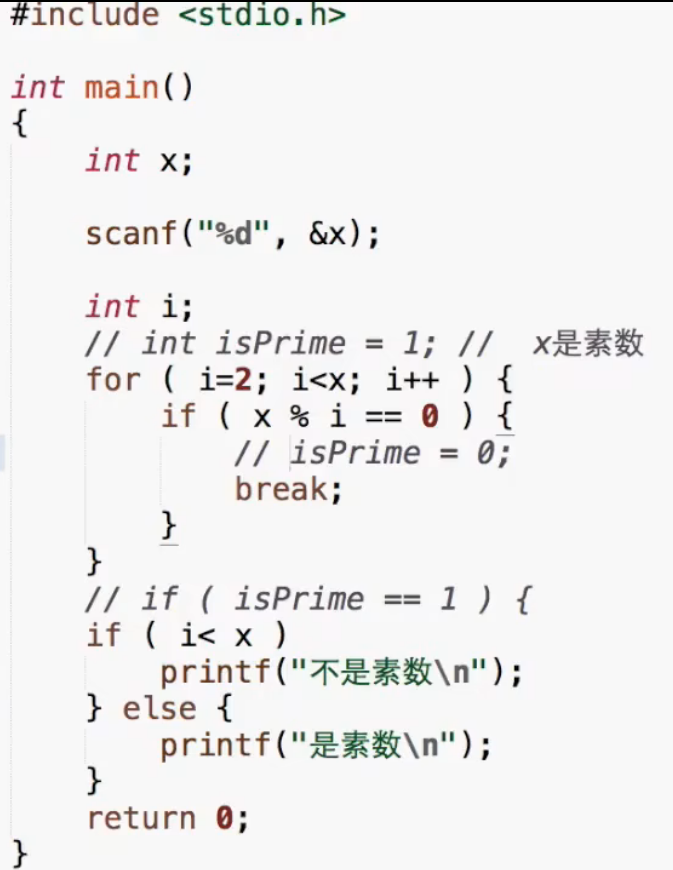 #include <stdio.h>
int main()
{
int x;
scanf("%d", &x);
int i;
// int isPrime = 1; // x是素数
for ( i=2; i<x; i++ ) {
if ( x % i == 0 ) {
// isPrime = 0;
break;
}
}
// if ( isPrime == 1 ) {
if ( i< x )
printf("不是素数\n");
} else {
printf("是素数\n");
}
return 0;
}